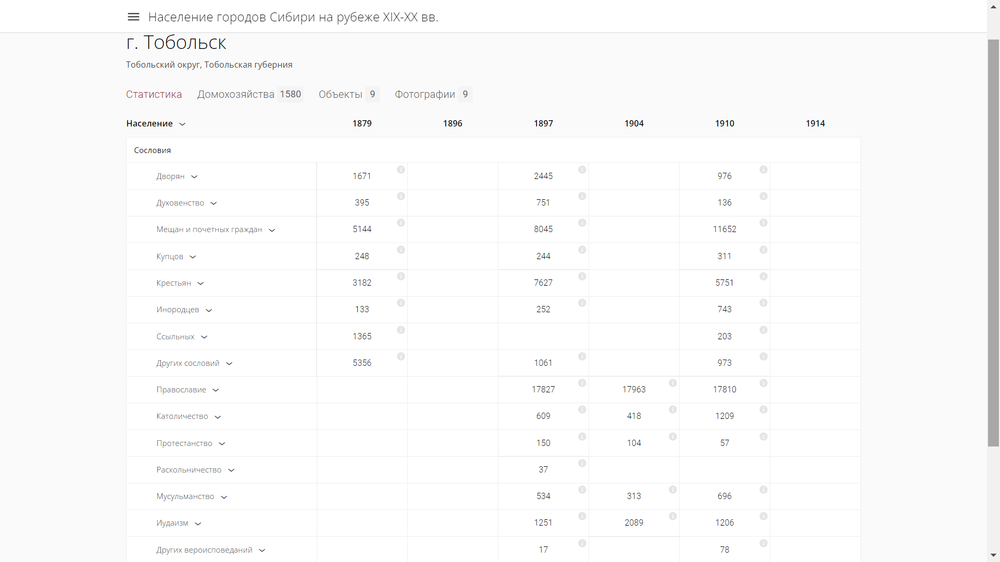 Население городов Сибири на рубеже XIX-XX вв.
г. Тобольск
Тобольский округ, Тобольская губерния
Статистика Домохозяйства 1580 Объекты 9 Фотографии 9
Население 1879 1896 1897 1904 1910 1914
Сословия
Дворян 1671 2445 976
Духовенство 395 751 136
Мещан и почетных граждан 5144 8045 11652
Купцов 248 244 311
Крестьян 3182 7627 5751
Инородцев 133 252 743
Ссыльных 1365 203
Других сословий 5356 1061 973
Православие 17827 17963 17810
Католичество 609 418 1209
Протестанство 150 104 57
Раскольничество 37
Мусульманство 534 313 696
Иудаизм 1251 2089 1206
Других вероисповеданий 17 78